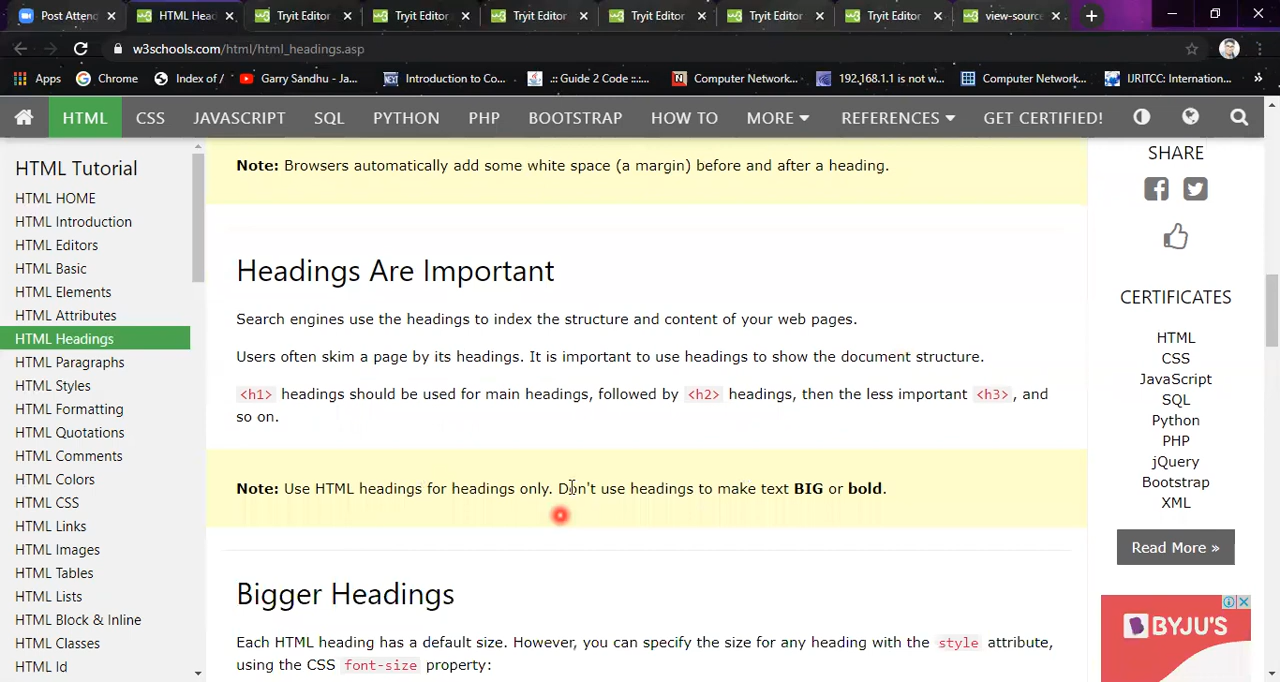 Post Attend
HTML Head
Tryit Editor
Tryit Editor
Tryit Editor
Tryit Editor
Tryit Editor
Tryit Editor
view-source
w3schools.com/html/html_headings.asp
Apps
Chrome
Index of /
Garry Sandhu - Ja...
Introduction to Co...
.:: Guide 2 Code ::.:...
Computer Network...
192.168.1.1 is not w...
Computer Network...
IJRITCC: Internation...
»
HTML CSS JAVASCRIPT SQL PYTHON PHP BOOTSTRAP HOW TO MORE REFERENCES GET CERTIFIED!
HTML Tutorial
HTML HOME
HTML Introduction
HTML Editors
HTML Basic
HTML Elements
HTML Attributes
HTML Headings
HTML Paragraphs
HTML Styles
HTML Formatting
HTML Quotations
HTML Comments
HTML Colors
HTML CSS
HTML Links
HTML Images
HTML Tables
HTML Lists
HTML Block & Inline
HTML Classes
HTML Id
Note: Browsers automatically add some white space (a margin) before and after a heading.
Headings Are Important
Search engines use the headings to index the structure and content of your web pages.
Users often skim a page by its headings. It is important to use headings to show the document structure.
<h1> headings should be used for main headings, followed by <h2> headings, then the less important <h3>, and
so on.
Note: Use HTML headings for headings only. Don't use headings to make text BIG or bold.
Bigger Headings
Each HTML heading has a default size. However, you can specify the size for any heading with the style attribute,
using the CSS font-size property:
SHARE
CERTIFICATES
HTML
CSS
JavaScript
SQL
Python
PHP
jQuery
Bootstrap
XML
Read More »
BYJU'S